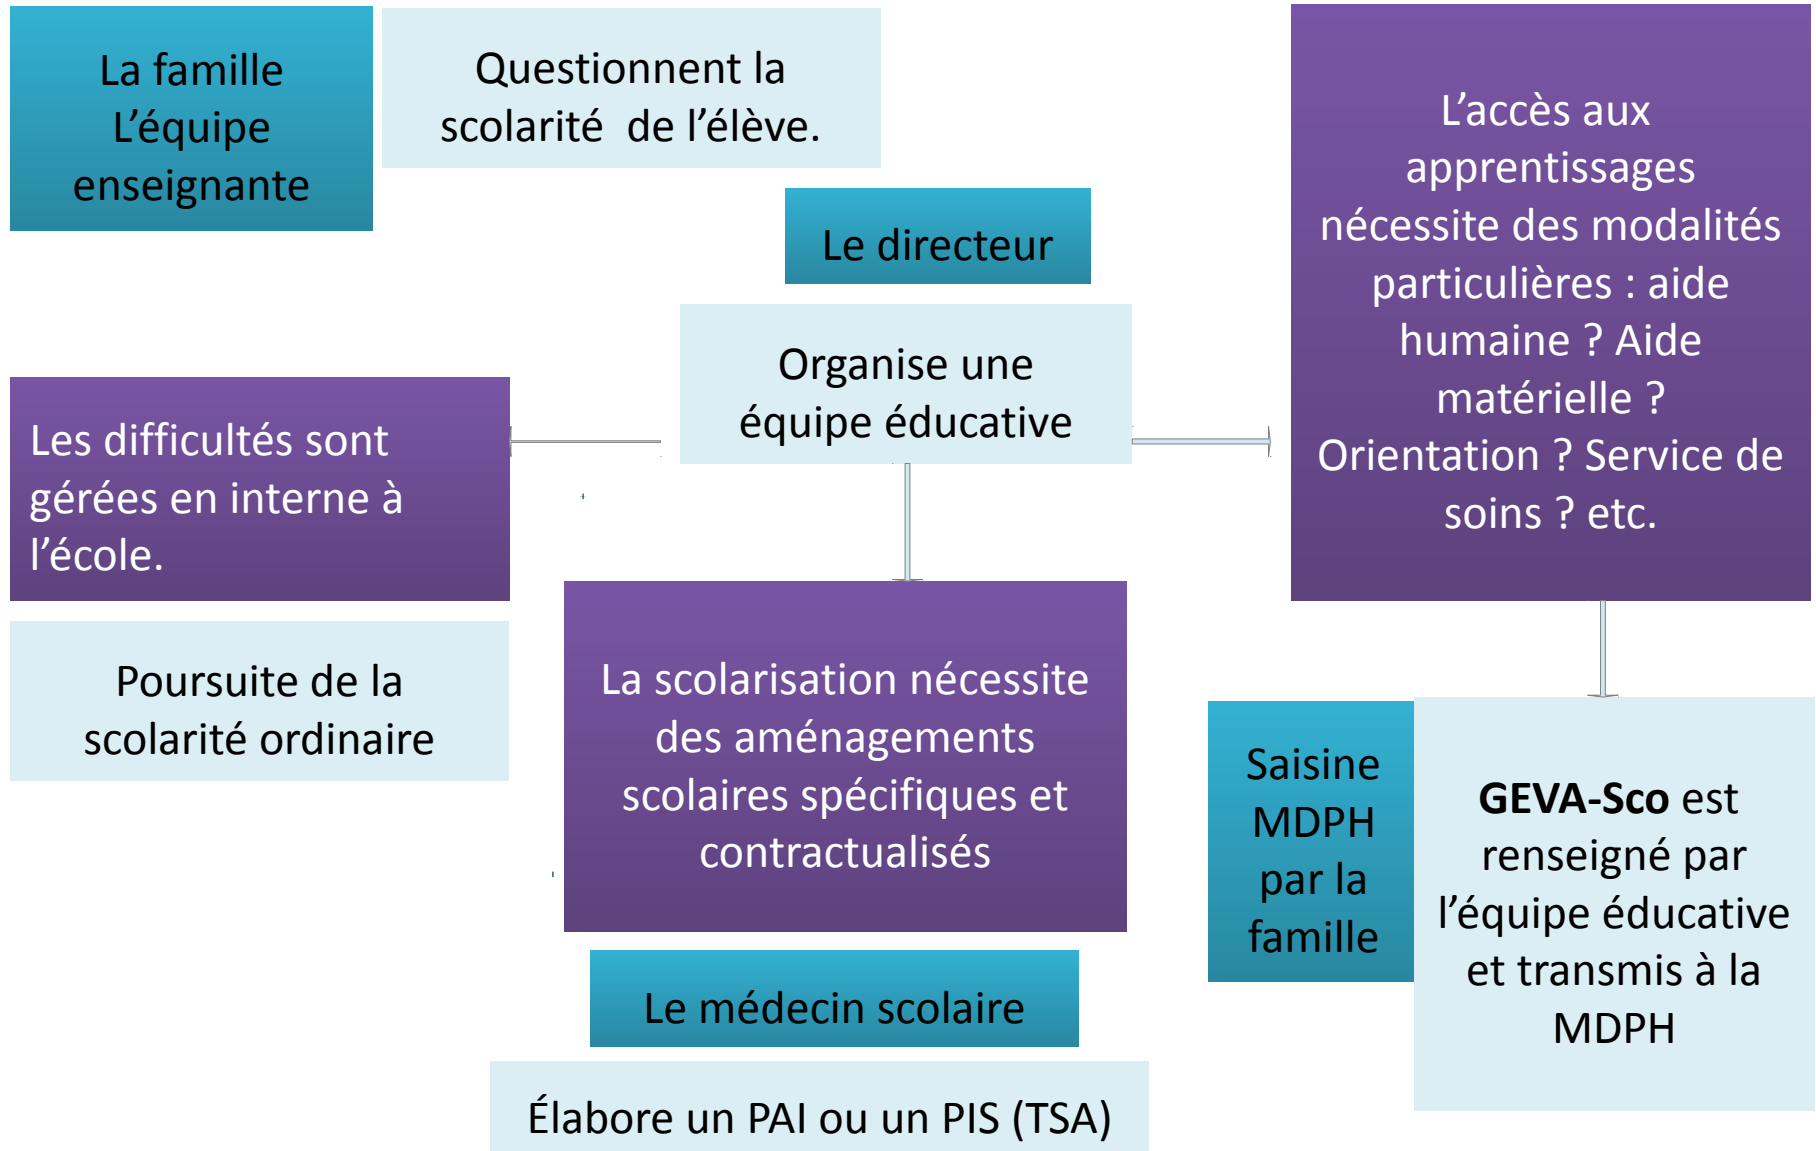 La famille
L’équipe
enseignante
Questionnent la
scolarité  de l’élève.
Le directeur
Organise une
équipe éducative
Les difficultés sont
gérées en interne à
l’école.
Poursuite de la
scolarité ordinaire
La scolarisation nécessite
des aménagements
scolaires spécifiques et
contractualisés
Le médecin scolaire
Élabore un PAI ou un PIS (TSA)
L’accès aux
apprentissages
nécessite des modalités
particulières : aide
humaine ? Aide
matérielle ?
Orientation ? Service de
soins ? etc.
Saisine
MDPH
par la
famille
GEVA-Sco est
renseigné par
l’équipe éducative
et transmis à la
MDPH